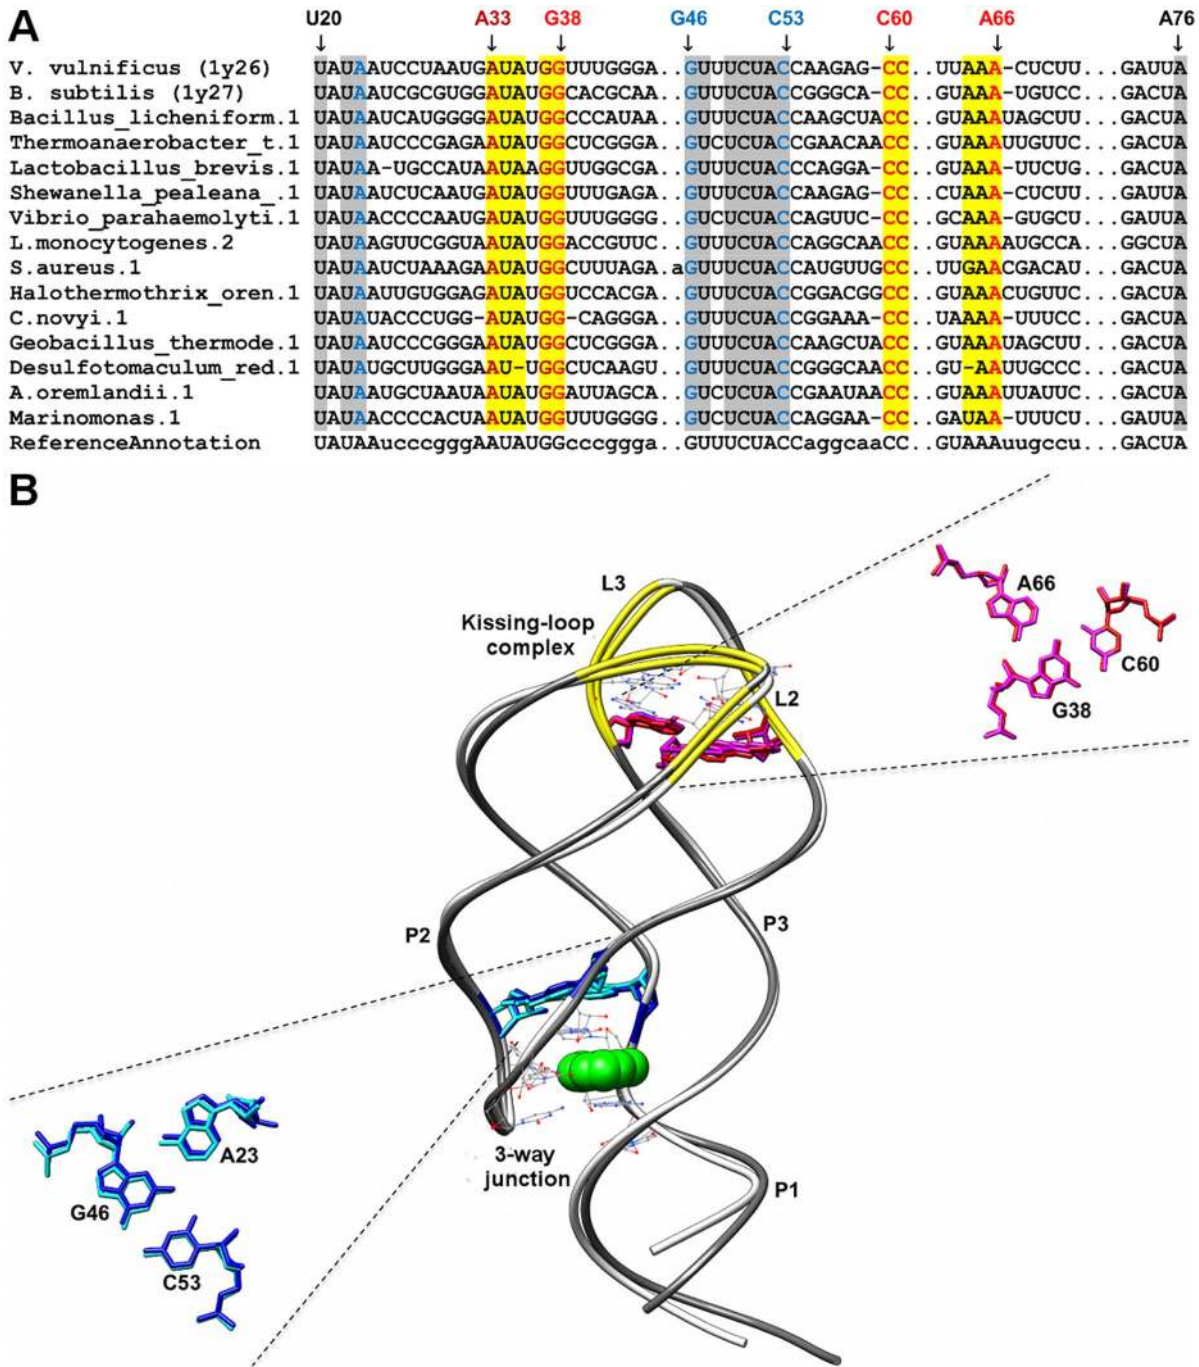 A
U20 A33 G38 G46 C53 C60 A66 A76
V. vulnificus (1y26) UAUAAUCCUAAUGAUAUGGUUUGGGA..GUUUCUACCAAGAG-CC..UUAAA-CUCUU...GAUUA
B. subtilis (1y27) UAUAAUCGCGUGGAUAUGGCACGCAA..GUUUCUACCGGGCA-CC..GUAAA-UGUCC...GACUA
Bacillus_licheniform.1 UAUAAUCAUGGGGAUAUGGCCCAUAA..GUUUCUACCAAGCUACC..GUAAAUAGCUU...GACUA
Thermoanaerobacter_t.1 UAUAAUCCCGAGAAUAUGGCUCGGGA..GUUUCUACCGAACAACC..GUAAAUUGUUC...GACUA
Lactobacillus_brevis.1 UAUAA-UGCCAUAAUAAGGUUGGCGA..GUUUCUACCCAGGA-CC..GUAAA-UUCUG...GACUA
Shewanella_pealeana_.1 UAUAAUCUCAAUGAUAUGGUUUGAGA..GUUUCUACCAAGAG-CC..CUAAA-CUCUU...GAUUA
Vibrio_parahaemolyti.1 UAUAACCCCAAUGAUAUGGUUUGGGG..GUCUCUACCAGUUC-CC..GCAAA-GUGCU...GAUUA
L.monocytogenes.2 UAUAAGUUCGGUAAUAUGGACCGUUC..GUUUCUACCAGGCAACC..GUAAAAUGCCA...GGCUA
S.aureus.1 UAUAAUCUAAAGAAUAUGGCUUUAGA.aGUUUCUACCAUGUUGCC..UUGAACGACAU...GACUA
Halothermothrix_oren.1 UAUAAUUGUGGAGAUAUGGUCCACGA..GUUUCUACCGGACGGCC..GUAAACUGUUC...GACUA
C.novyi.1 UAUAUACCCUGG-AUAUGG-CAGGGA..GUUUCUACCGGAAA-CC..UAAAA-UUUCC...GACUA
Geobacillus_thermode.1 UAUAAUCCCGGGAAUAUGGCUCGGGA..GUUUCUACCAAGCUACC..GUAAAUAGCUU...GACUA
Desulfotomaculum_red.1 UAUAUGCUUGGGAAU-UGGCUCAAGU..GUUUCUACCGGGCAACC..GU-AAUUGCCC...GACUA
A.oremlandii.1 UAUAAUGCUAAUAAUAUGGAUUAGCA..GUUUCUACCGAAUAACC..GUAAAUUAUUC...GACUA
Marinomonas.1 UAUAACCCCACUAAUAUGGUUUGGGG..GUCUCUACCAGGAA-CC..GAUAA-UUUCU...GAUUA
ReferenceAnnotation UAUAAucccgggAAUAUGGcccggga..GUUUCUACCaggcaaCC..GUAAAuugccu...GACUA
B
L3
Kissing-loop
complex
A66
C60
G38
L2
P2
P3
3-way
junction
P1
A23
G46
C53